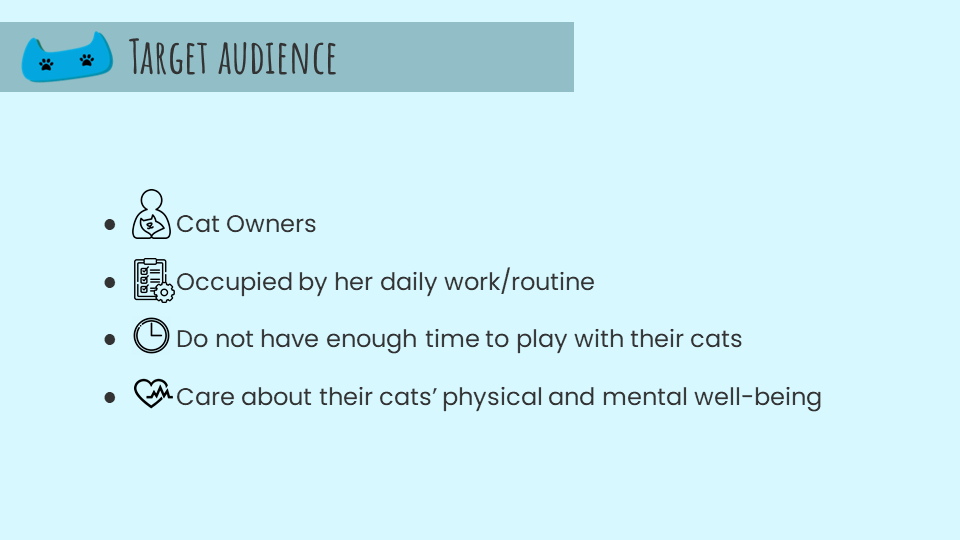 Target audience
● Cat Owners
● Occupied by her daily work/routine
● Do not have enough time to play with their cats
● Care about their cats’ physical and mental well-being